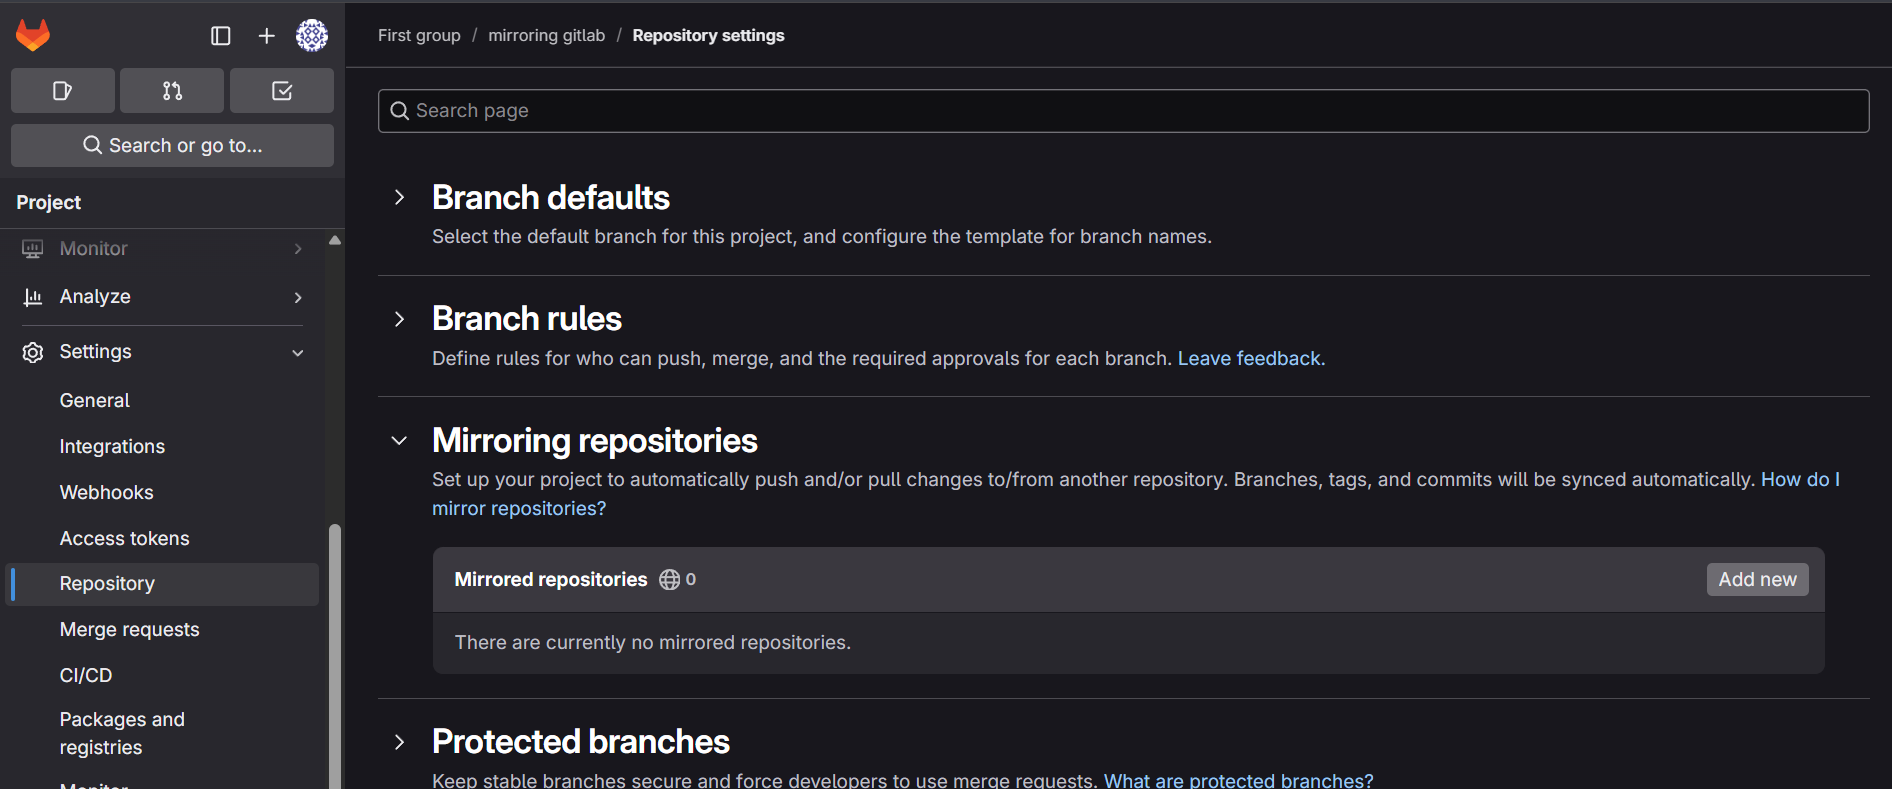 First group / mirroring gitlab / Repository settings
Search or go to...
Project
Monitor
Analyze
Settings
General
Integrations
Webhooks
Access tokens
Repository
Merge requests
CI/CD
Packages and
registries
Monitor
Search page
Branch defaults
Select the default branch for this project, and configure the template for branch names.
Branch rules
Define rules for who can push, merge, and the required approvals for each branch. Leave feedback.
Mirroring repositories
Set up your project to automatically push and/or pull changes to/from another repository. Branches, tags, and commits will be synced automatically. How do I
mirror repositories?
Mirrored repositories 0
Add new
There are currently no mirrored repositories.
Protected branches
Keep stable branches secure and force developers to use merge requests. What are protected branches?